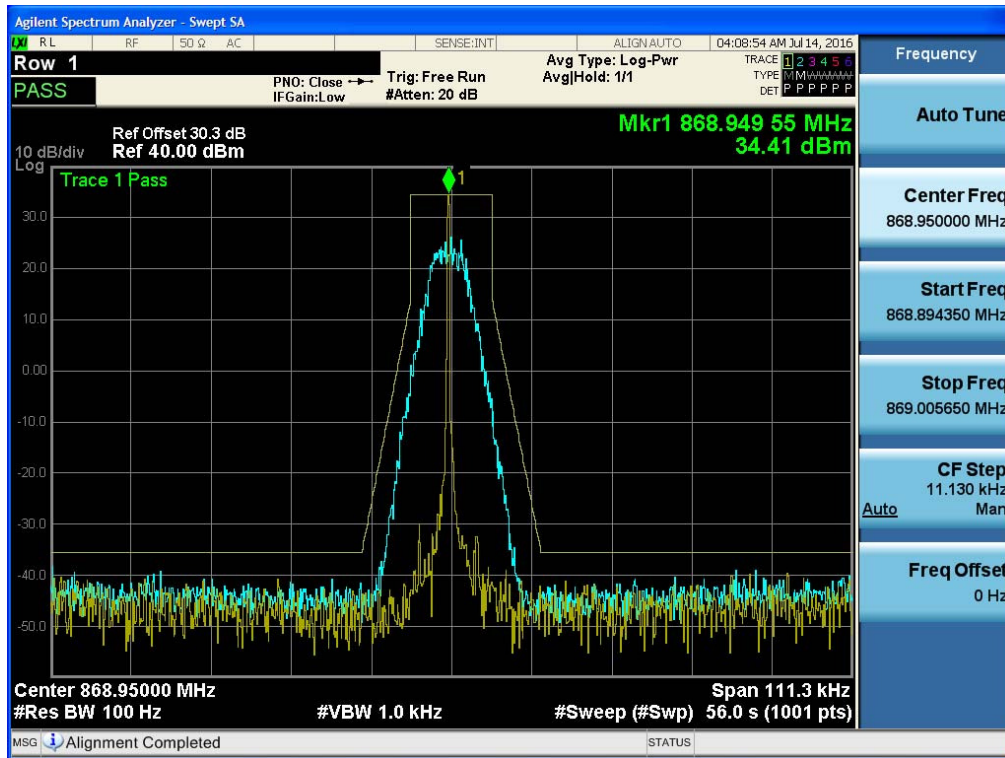 Agilent Spectrum Analyzer - Swept SA
LXI RL RF 50 Ω AC SENSE:INT ALIGN AUTO 04:08:54 AM Jul 14, 2016
Row 1
PASS
PNO: Close
IFGain:Low
Trig: Free Run
#Atten: 20 dB
Avg Type: Log-Pwr
Avg|Hold: 1/1
TRACE 1 2 3 4 5 6
TYPE M M W W W W
DET P P P P P P
Ref Offset 30.3 dB
10 dB/div Ref 40.00 dBm
Log
Mkr1 868.949 55 MHz
34.41 dBm
Trace 1 Pass
1
30.0
20.0
10.0
0.00
-10.0
-20.0
-30.0
-40.0
-50.0
Center 868.95000 MHz Span 111.3 kHz
#Res BW 100 Hz #VBW 1.0 kHz #Sweep (#Swp) 56.0 s (1001 pts)
MSG Alignment Completed STATUS
Frequency
Auto Tune
Center Freq
868.950000 MHz
Start Freq
868.894350 MHz
Stop Freq
869.005650 MHz
CF Step
11.130 kHz
Auto Man
Freq Offset
0 Hz